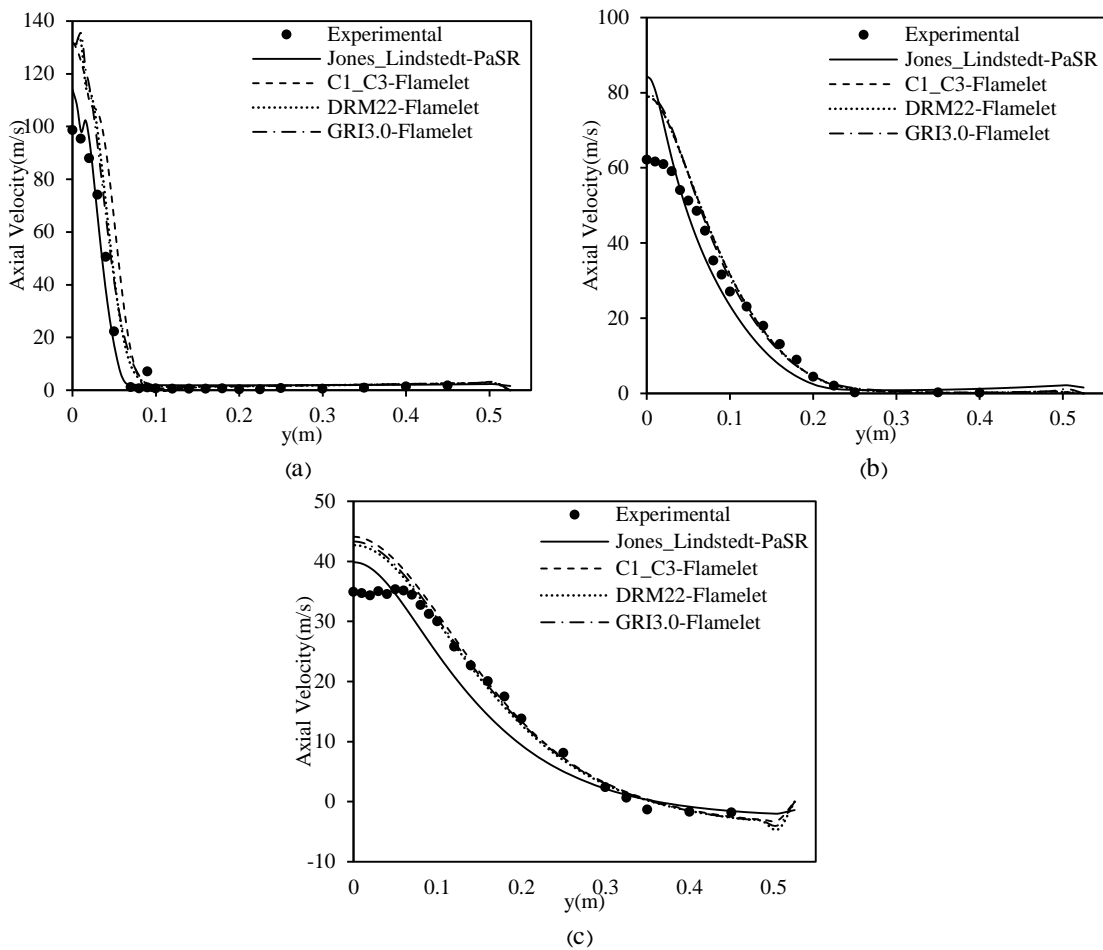 140
120
100
80
60
40
20
0
Axial Velocity(m/s)
0 0.1 0.2 0.3 0.4 0.5
y(m)
Experimental
Jones_Lindstedt-PaSR
C1_C3-Flamelet
DRM22-Flamelet
GRI3.0-Flamelet
(a)
100
80
60
40
20
0
Axial Velocity(m/s)
0 0.1 0.2 0.3 0.4 0.5
y(m)
Experimental
Jones_Lindstedt-PaSR
C1_C3-Flamelet
DRM22-Flamelet
GRI3.0-Flamelet
(b)
50
40
30
20
10
0
-10
Axial Velocity(m/s)
0 0.1 0.2 0.3 0.4 0.5
y(m)
Experimental
Jones_Lindstedt-PaSR
C1_C3-Flamelet
DRM22-Flamelet
GRI3.0-Flamelet
(c)